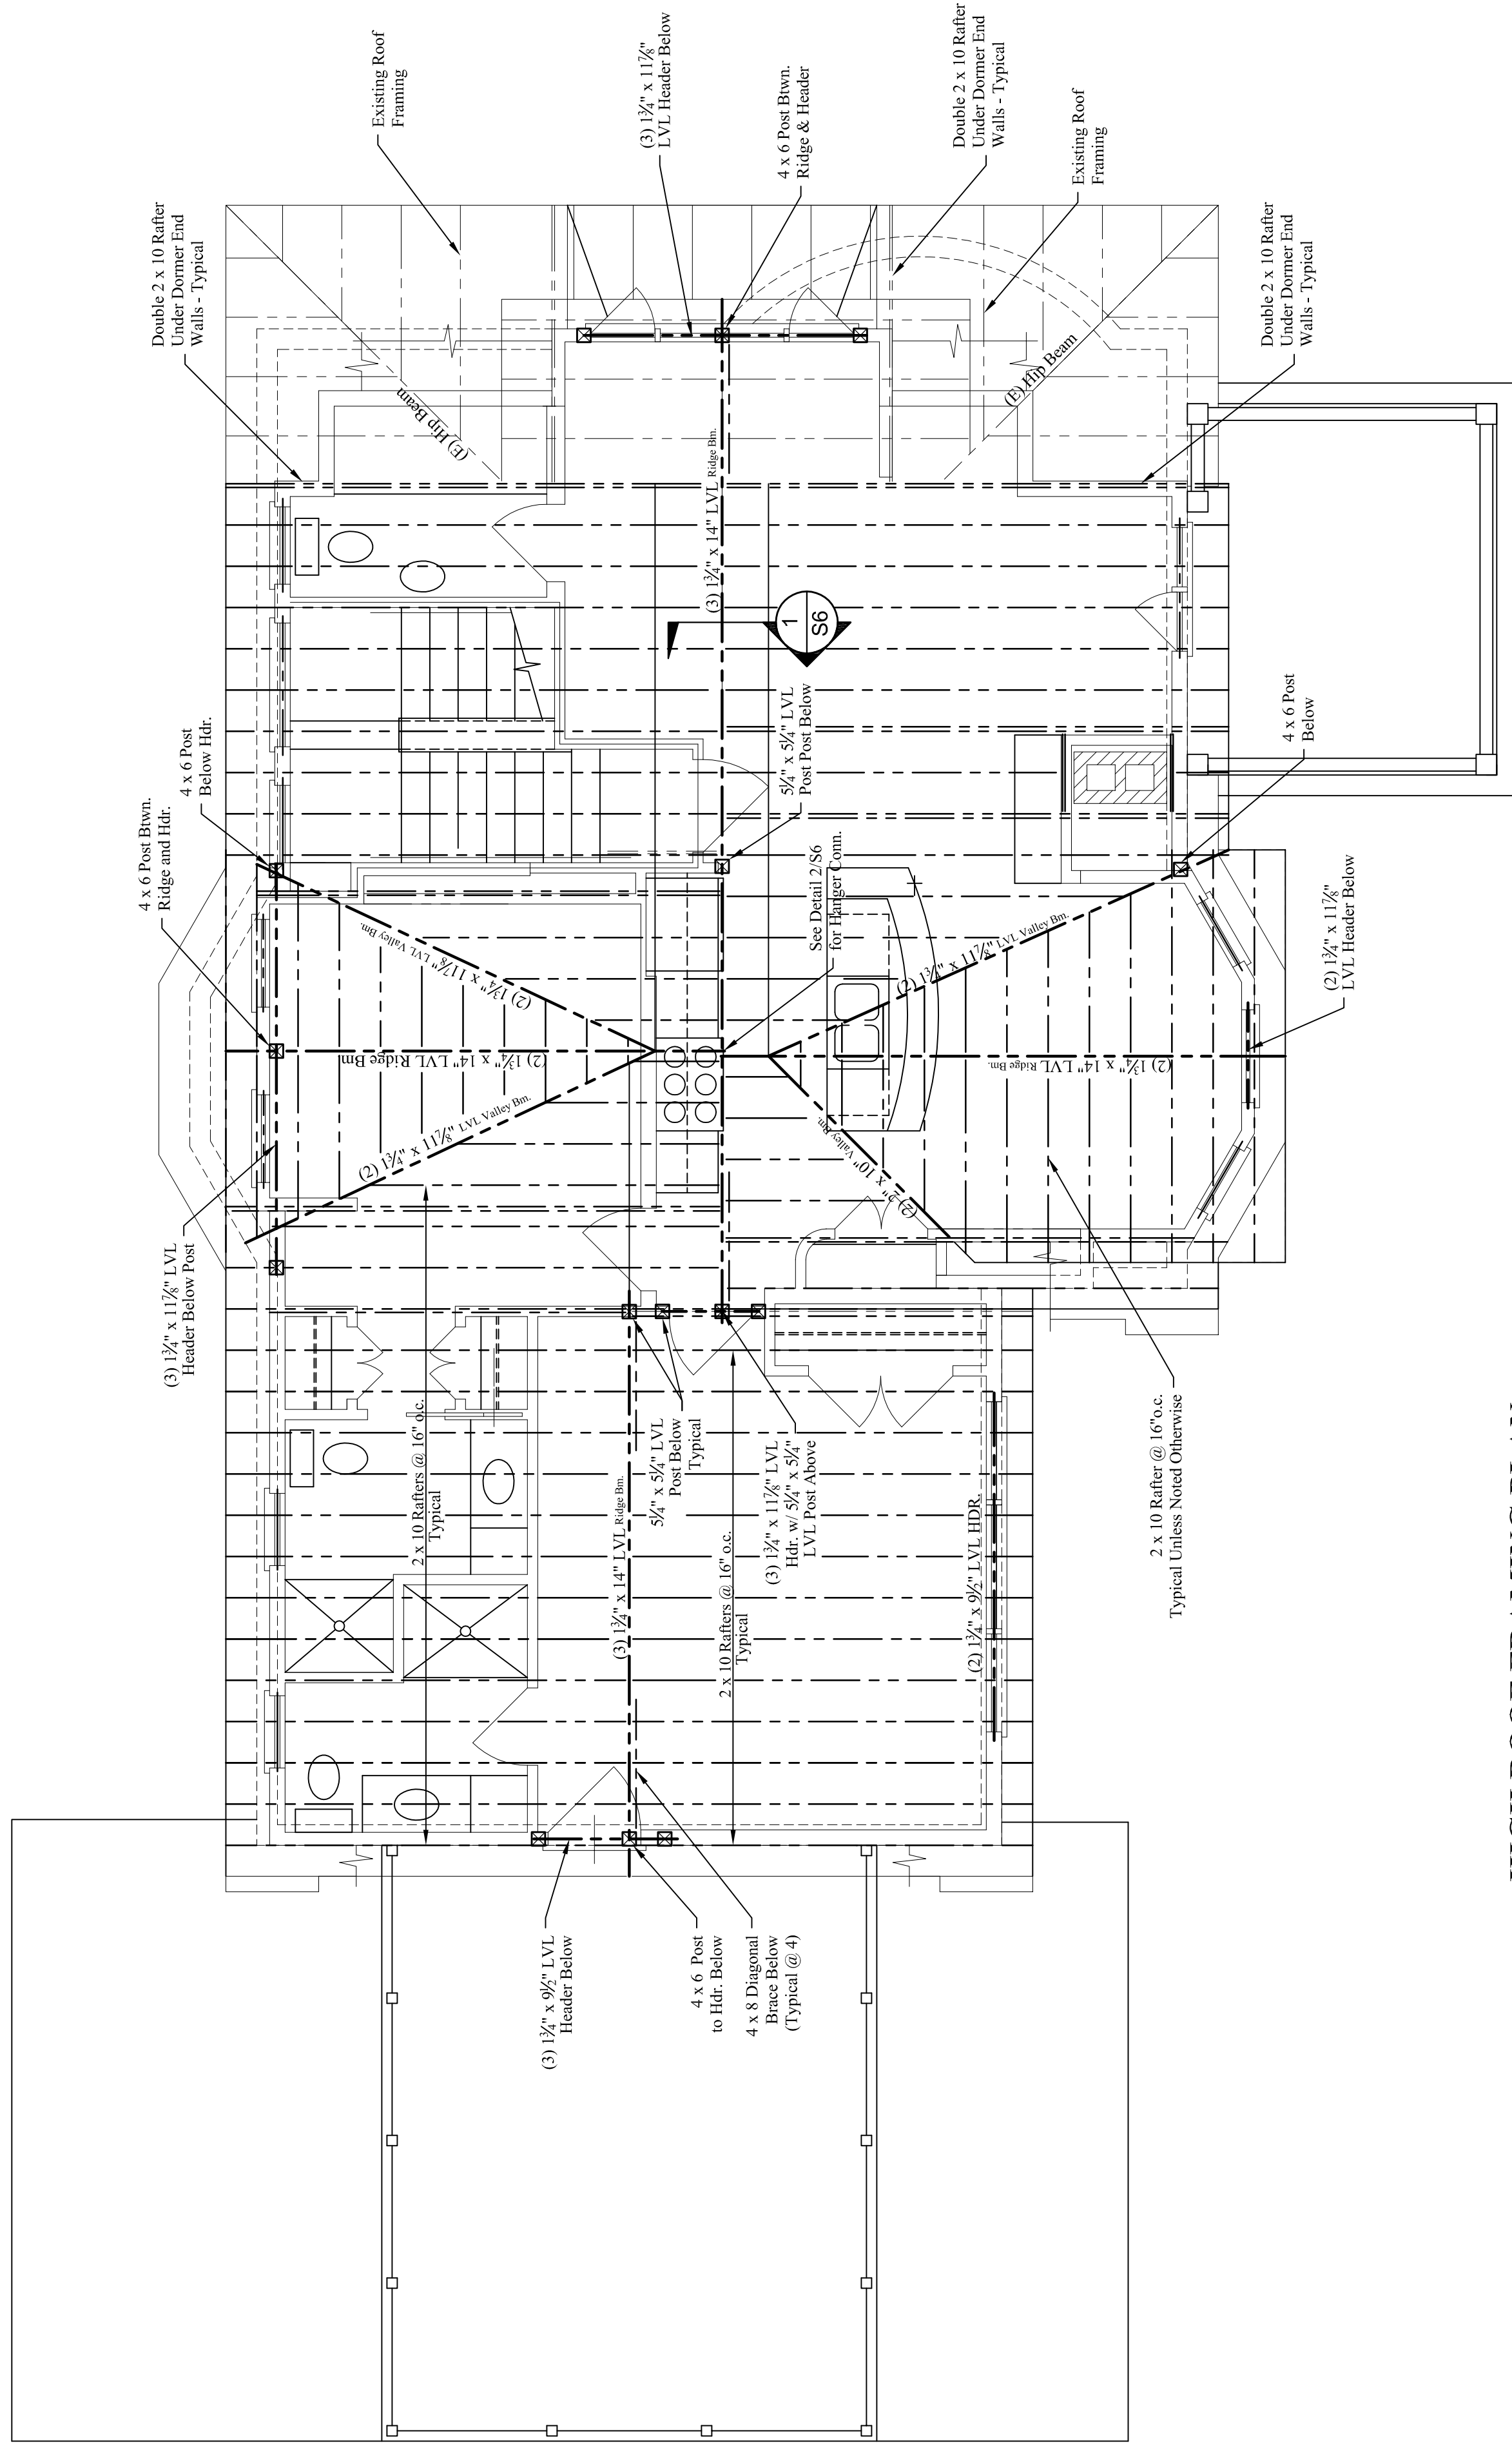 Existing Roof
Framing
(3) 1¾" x 11⅞"
LVL Header Below
4 x 6 Post Btwn.
Ridge & Header
Double 2 x 10 Rafter
Under Dormer End
Walls - Typical
Existing Roof
Framing
Double 2 x 10 Rafter
Under Dormer End
Walls - Typical
Double 2 x 10 Rafter
Under Dormer End
Walls - Typical
(E) Hip Beam
(E) Hip Beam
(3) 1¾" x 14" LVL Ridge Bm.
1
S6
4 x 6 Post Btwn.
Ridge and Hdr.
4 x 6 Post
Below Hdr.
5¼" x 5¼" LVL
Post Post Below
4 x 6 Post
Below
See Detail 2/S6
for Hanger Conn.
(2) 1¾" x 11⅞" LVL Valley Bm.
(2) 1¾" x 14" LVL Ridge Bm
(2) 1¾" x 11⅞" LVL Valley Bm.
(2) 1¾" x 11⅞" LVL Valley Bm.
(2) 1¾" x 14" LVL Ridge Bm.
(2) 2" x 10" Valley Bm.
(2) 1¾" x 11⅞"
LVL Header Below
(3) 1¾" x 11⅞" LVL
Header Below Post
2 x 10 Rafters @ 16" o.c.
Typical
(3) 1¾" x 14" LVL Ridge Bm.
5¼" x 5¼" LVL
Post Below
Typical
2 x 10 Rafters @ 16" o.c.
Typical
(3) 1¾" x 11⅞" LVL
Hdr. w/ 5¼" x 5¼"
LVL Post Above
(2) 1¾" x 9½" LVL HDR.
2 x 10 Rafter @ 16"o.c.
Typical Unless Noted Otherwise
(3) 1¾" x 9½" LVL
Header Below
4 x 6 Post
to Hdr. Below
4 x 8 Diagonal
Brace Below
(Typical @ 4)